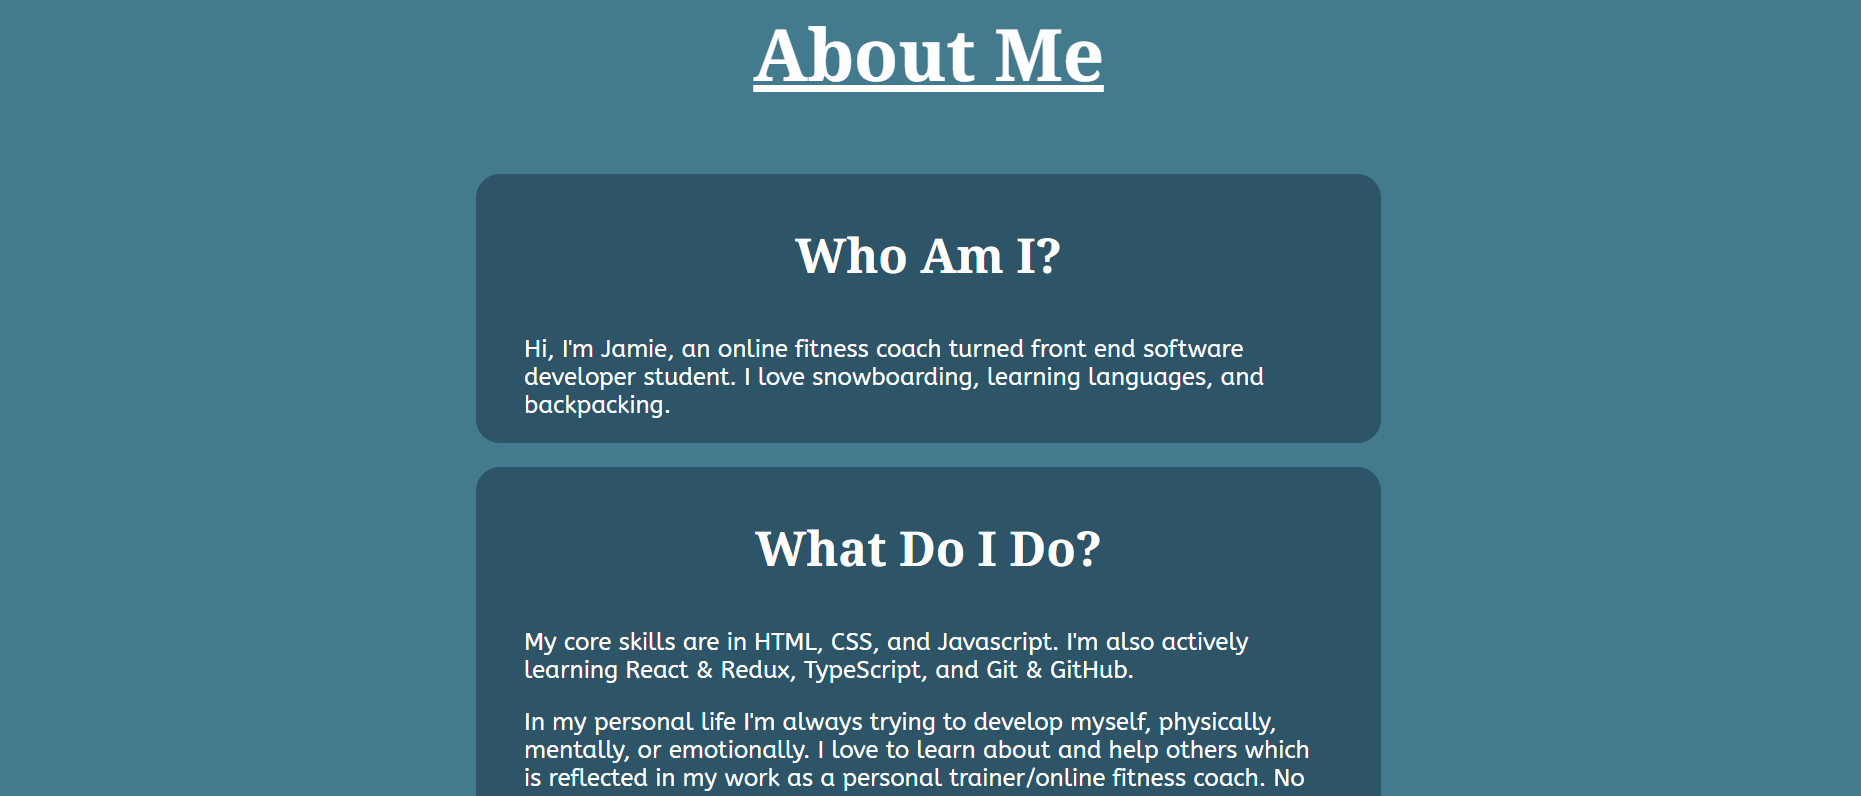 About Me
Who Am I?
Hi, I'm Jamie, an online fitness coach turned front end software
developer student. I love snowboarding, learning languages, and
backpacking.
What Do I Do?
My core skills are in HTML, CSS, and Javascript. I'm also actively
learning React & Redux, TypeScript, and Git & GitHub.
In my personal life I'm always trying to develop myself, physically,
mentally, or emotionally. I love to learn about and help others which
is reflected in my work as a personal trainer/online fitness coach. No